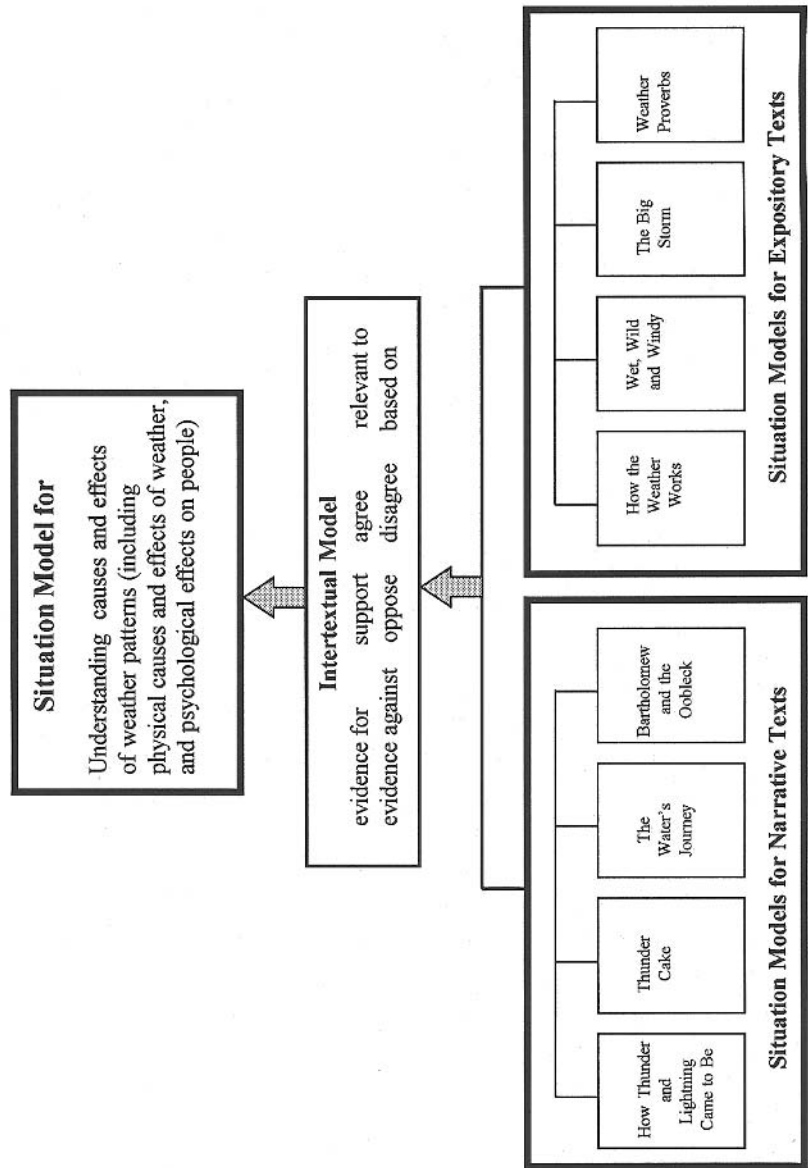 Situation Model for
Understanding causes and effects
of weather patterns (including
physical causes and effects of weather,
and psychological effects on people)
Intertextual Model
evidence for support agree relevant to
evidence against oppose disagree based on
How Thunder
and
Lightning
Came to Be
Thunder
Cake
The
Water's
Journey
Bartholomew
and the
Oobleck
Situation Models for Narrative Texts
How the
Weather
Works
Wet, Wild
and Windy
The Big
Storm
Weather
Proverbs
Situation Models for Expository Texts